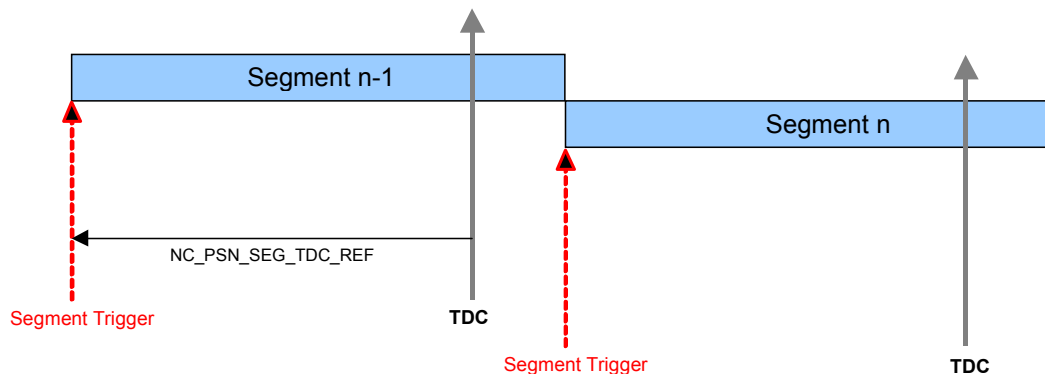 Segment n-1
Segment n
NC_PSN_SEG_TDC_REF
Segment Trigger
TDC
Segment Trigger
TDC